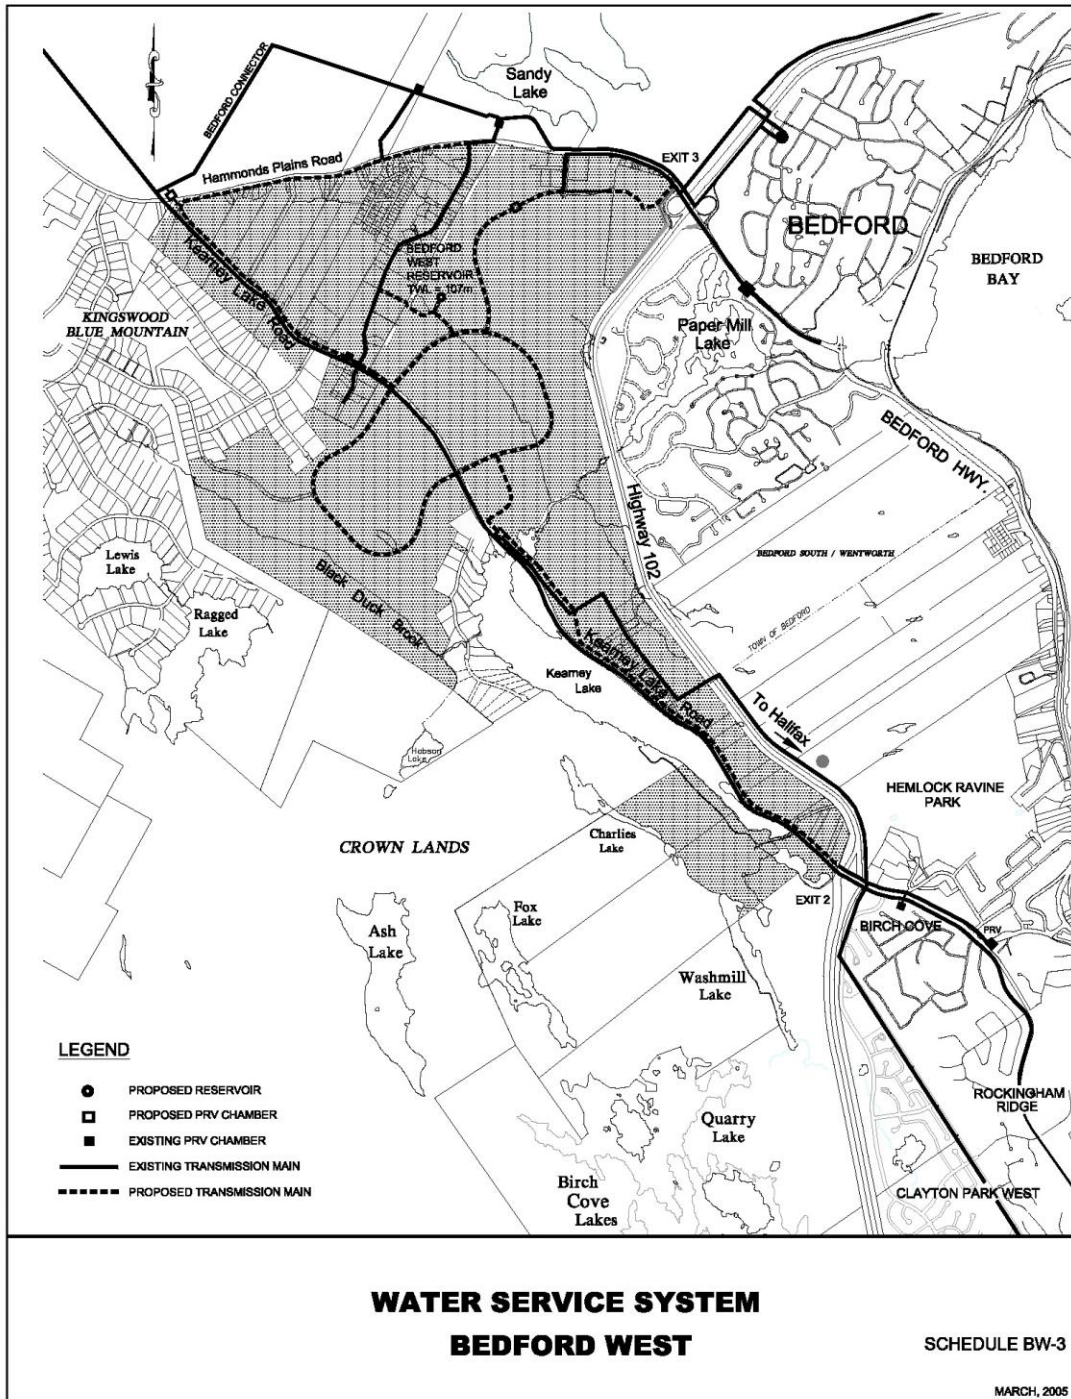 BEDFORD CONNECTOR
Sandy
Lake
Hammonds Plains Road
EXIT 3
BEDFORD
BEDFORD
BAY
Kearney Lake Road
BEDFORD
WEST
RESERVOIR
TWL = 107m
KINGSWOOD
BLUE MOUNTAIN
Paper Mill
Lake
BEDFORD HWY.
Highway 102
BEDFORD SOUTH / WENTWORTH
Lewis
Lake
Black Duck Brook
Ragged
Lake
TOWN OF BEDFORD
Kearney Lake Road
Kearney
Lake
To Halifax
Hobson
Lake
HEMLOCK RAVINE
PARK
CROWN LANDS
Charlies
Lake
EXIT 2
Fox
Lake
Ash
Lake
BIRCH COVE
PRV
Washmill
Lake
LEGEND
PROPOSED RESERVOIR
PROPOSED PRV CHAMBER
EXISTING PRV CHAMBER
EXISTING TRANSMISSION MAIN
PROPOSED TRANSMISSION MAIN
ROCKINGHAM
RIDGE
Quarry
Lake
Birch
Cove
Lakes
CLAYTON PARK WEST
WATER SERVICE SYSTEM
BEDFORD WEST
SCHEDULE BW-3
MARCH, 2005